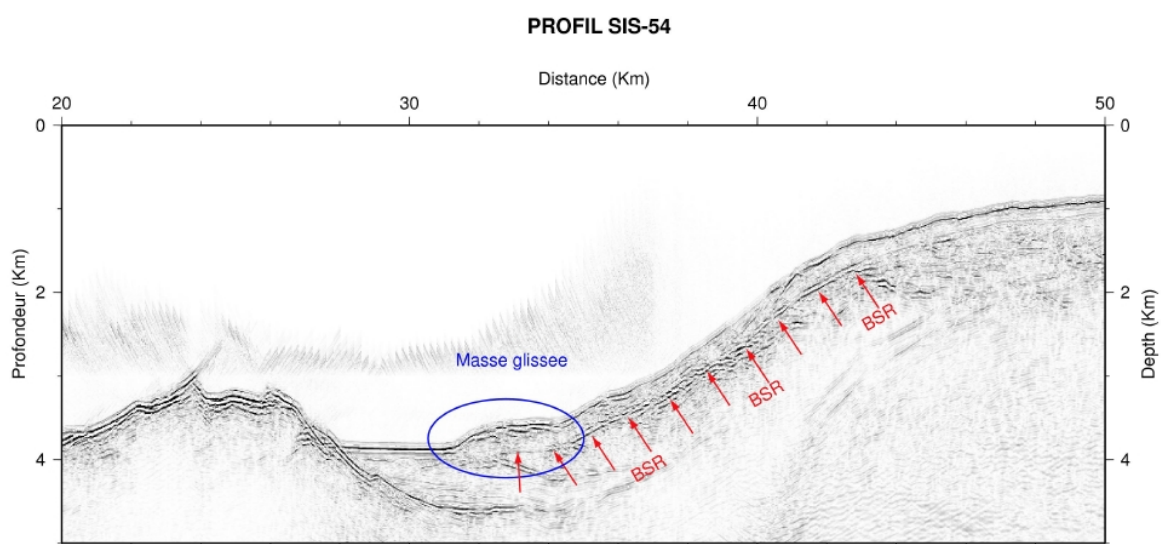 PROFIL SIS-54
Distance (Km)
20 30 40 50
0 0
Profondeur (Km)
Depth (Km)
2 2
BSR
Masse glissee
BSR
4 4
BSR